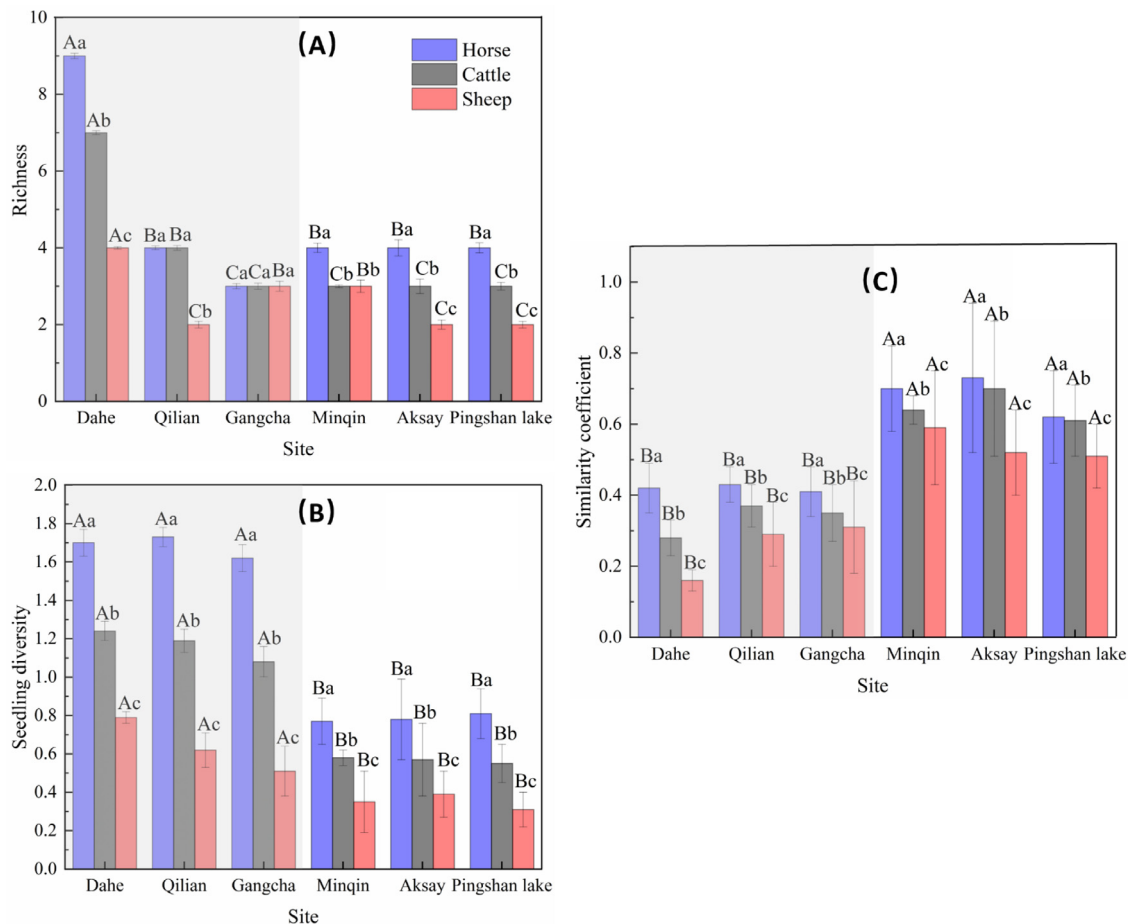 (A)
Horse
Cattle
Sheep
Richness
10
8
6
4
2
0
Aa Ab Ac Ba Ba Cb Ca Ca Ba Ba Cb Bb Ba Cb Cc Ba Cb Cc
Dahe Qilian Gangcha Minqin Aksay Pingshan lake
Site
(B)
Seedling diversity
2.0
1.8
1.6
1.4
1.2
1.0
0.8
0.6
0.4
0.2
0.0
Aa Ab Ac Aa Ab Ac Aa Ab Ac Ba Bb Bc Ba Bb Bc Ba Bb Bc
Dahe Qilian Gangcha Minqin Aksay Pingshan lake
Site
(C)
Similarity coefficient
1.0
0.8
0.6
0.4
0.2
0.0
Ba Bb Bc Ba Bb Bc Ba Bb Bc Aa Ab Ac Aa Ab Ac Aa Ab Ac
Dahe Qilian Gangcha Minqin Aksay Pingshan lake
Site